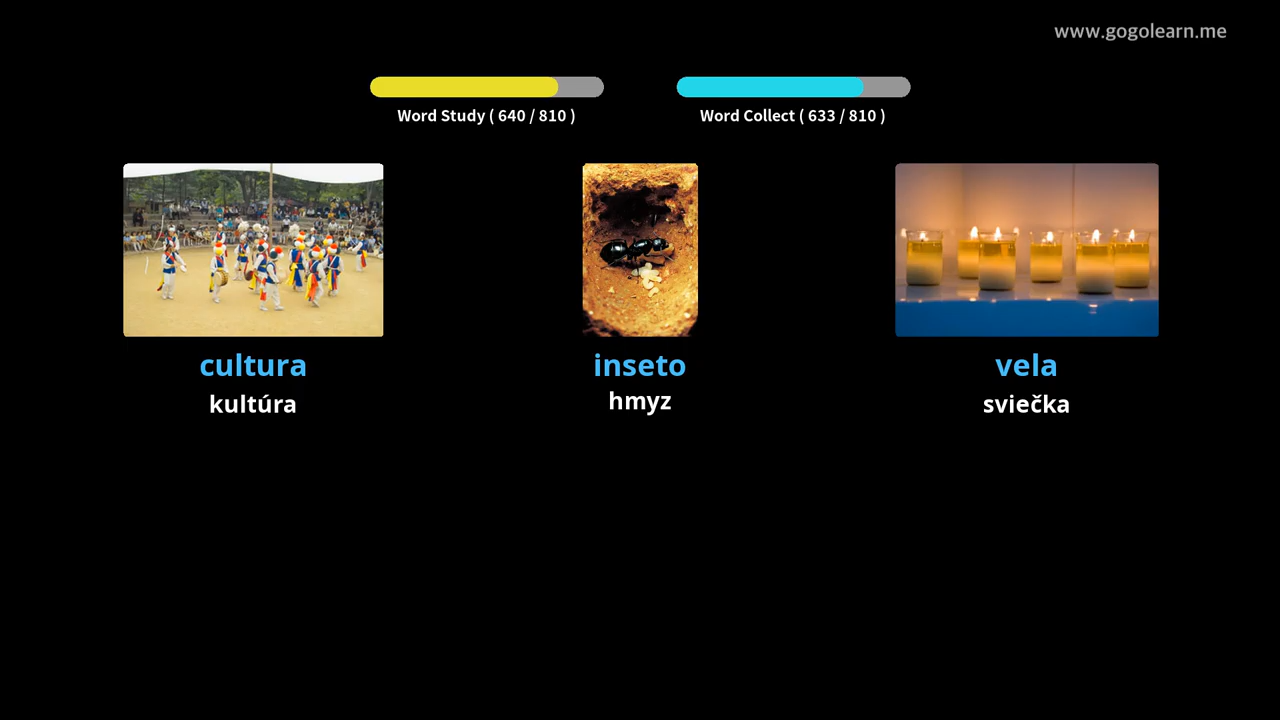 www.gogolearn.me
Word Study ( 640 / 810 )
Word Collect ( 633 / 810 )
cultura
kultúra
inseto
hmyz
vela
sviečka